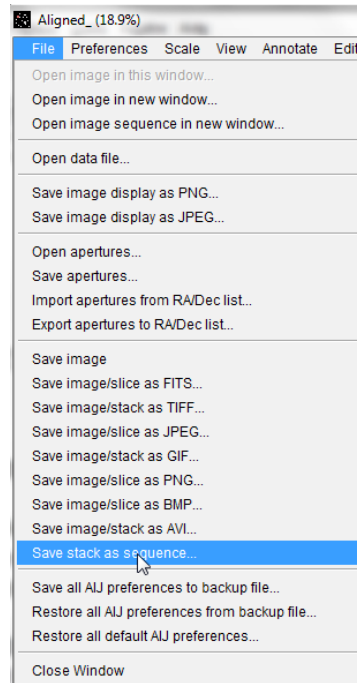 Aligned_ (18.9%)
File Preferences Scale View Annotate Edit
Open image in this window...
Open image in new window...
Open image sequence in new window...
Open data file...
Save image display as PNG...
Save image display as JPEG...
Open apertures...
Save apertures...
Import apertures from RA/Dec list...
Export apertures to RA/Dec list...
Save image
Save image/slice as FITS...
Save image/stack as TIFF...
Save image/slice as JPEG...
Save image/stack as GIF...
Save image/slice as PNG...
Save image/slice as BMP...
Save image/stack as AVI...
Save stack as sequence...
Save all AIJ preferences to backup file...
Restore all AIJ preferences from backup file...
Restore all default AIJ preferences...
Close Window